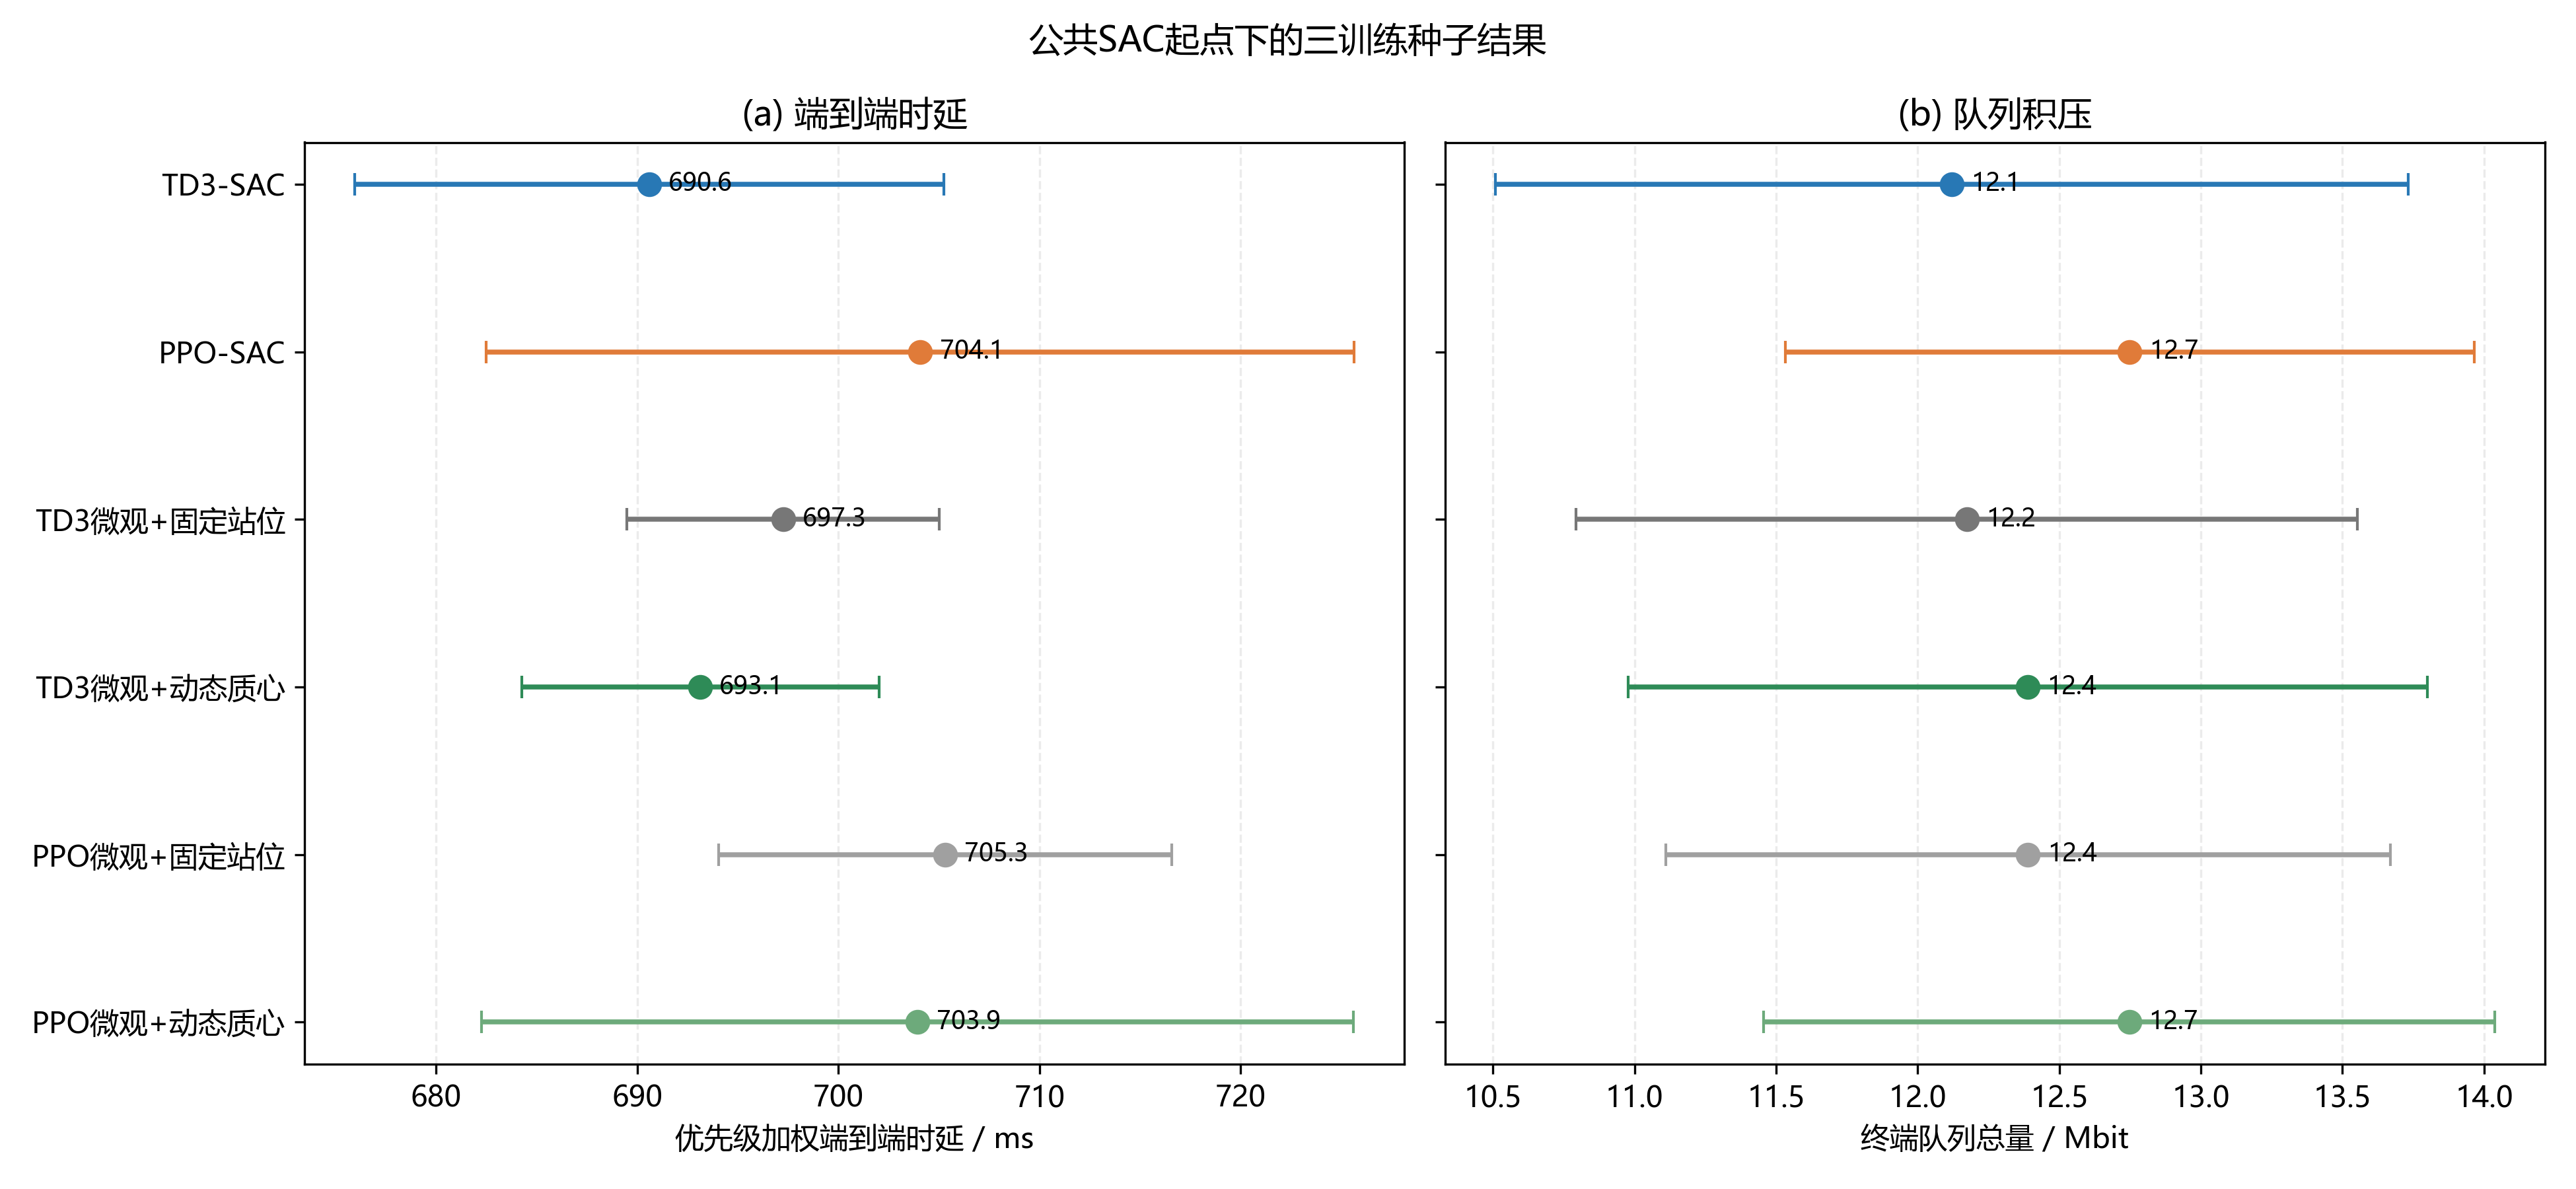 公共SAC起点下的三训练种子结果
(a) 端到端时延
(b) 队列积压
TD3-SAC
690.6
12.1
PPO-SAC
704.1
12.7
TD3微观+固定站位
697.3
12.2
TD3微观+动态质心
693.1
12.4
PPO微观+固定站位
705.3
12.4
PPO微观+动态质心
703.9
12.7
680 690 700 710 720
10.5 11.0 11.5 12.0 12.5 13.0 13.5 14.0
优先级加权端到端时延 / ms
终端队列总量 / Mbit